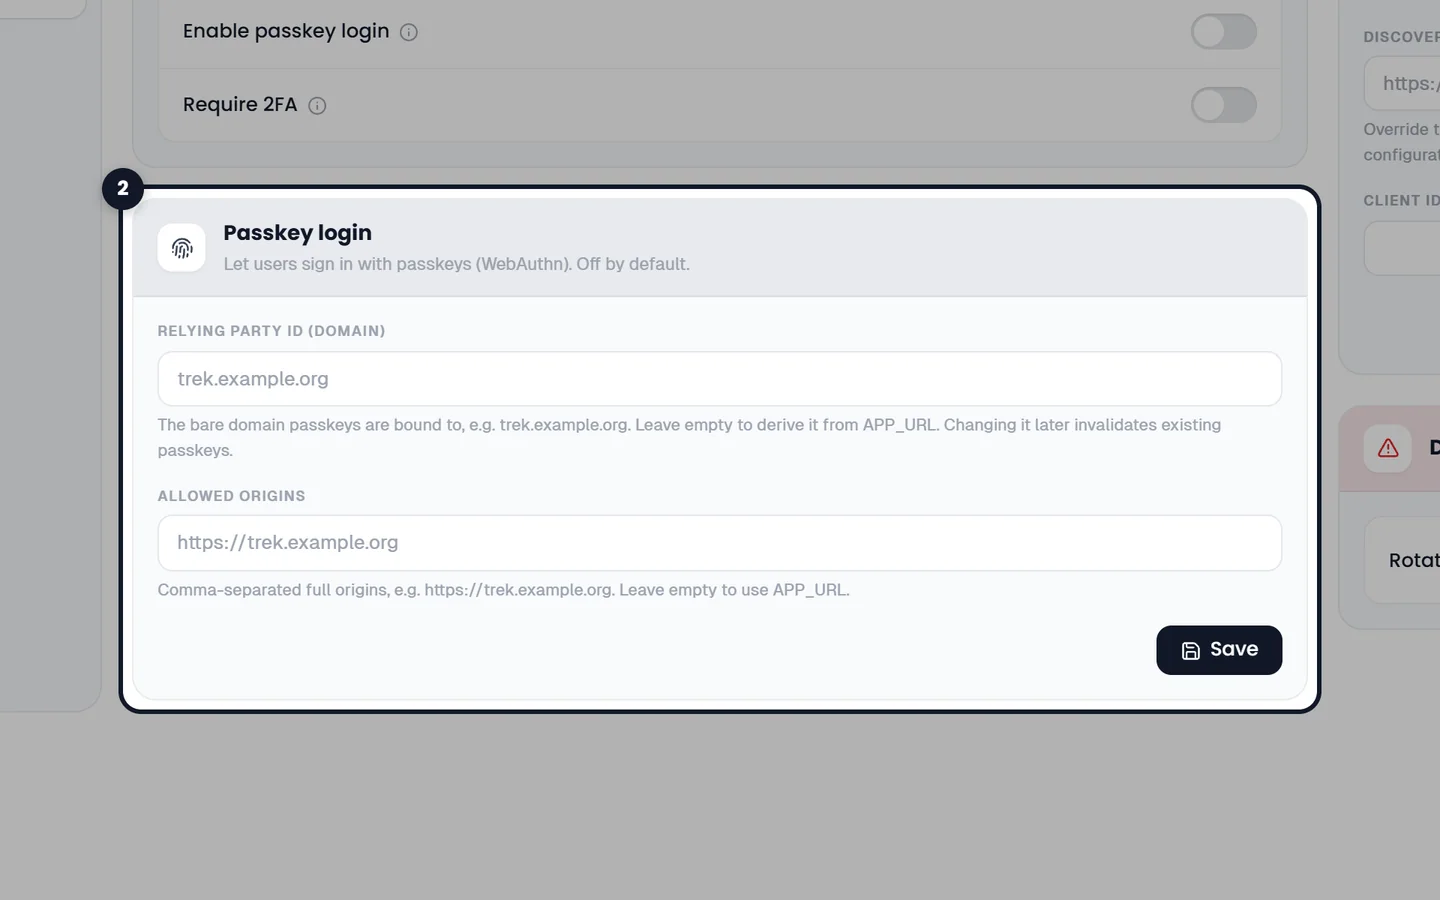 Enable passkey login
Require 2FA
2
Passkey login
Let users sign in with passkeys (WebAuthn). Off by default.
RELYING PARTY ID (DOMAIN)
trek.example.org
The bare domain passkeys are bound to, e.g. trek.example.org. Leave empty to derive it from APP_URL. Changing it later invalidates existing
passkeys.
ALLOWED ORIGINS
https://trek.example.org
Comma-separated full origins, e.g. https://trek.example.org. Leave empty to use APP_URL.
Save
DISCOVER
https:/
Override t
configurat
CLIENT ID
D
Rotat